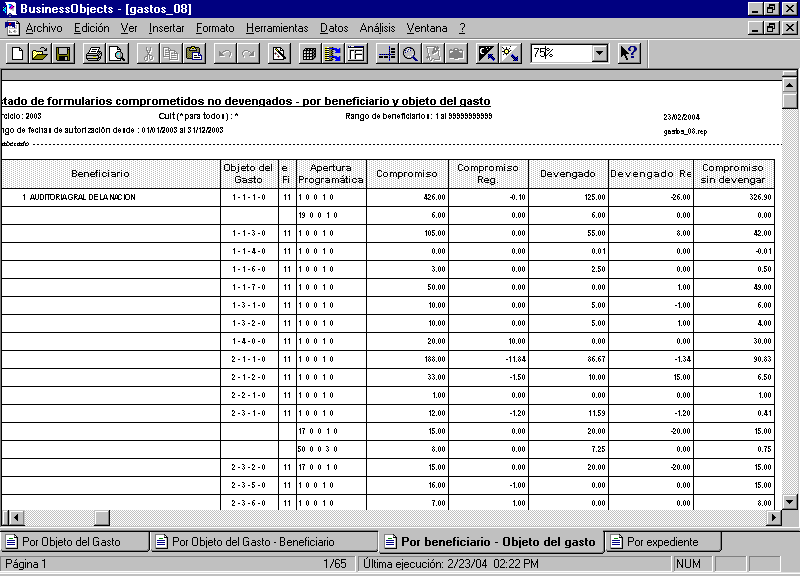 BusinessObjects - [gastos_08]
Archivo Edición Ver Insertar Formato Herramientas Datos Análisis Ventana ?
75%
tado de formularios comprometidos no devengados - por beneficiario y objeto del gasto
rcicio: 2003 Cuit (* para todos) : * Rango de beneficiarios: 1 al 99999999999 23/02/2004
ngo de fechas de autorización desde : 01/01/2003 al 31/12/2003 gastos_08.rep
Beneficiario Objeto del Gasto e Fi Apertura Programática Compromiso Compromiso Reg. Devengado Devengado Re Compromiso sin devengar
1 AUDITORIA GRAL DE LA NACION 1 - 1 - 1 - 0 11 1 0 0 1 0 426.00 -0.10 125.00 -26.00 326.90
19 0 0 1 0 6.00 0.00 6.00 0.00 0.00
1 - 1 - 3 - 0 11 1 0 0 1 0 105.00 0.00 55.00 8.00 42.00
1 - 1 - 4 - 0 11 1 0 0 1 0 0.00 0.00 0.01 0.00 -0.01
1 - 1 - 6 - 0 11 1 0 0 1 0 3.00 0.00 2.50 0.00 0.50
1 - 1 - 7 - 0 11 1 0 0 1 0 50.00 0.00 0.00 1.00 49.00
1 - 3 - 1 - 0 11 1 0 0 1 0 10.00 0.00 5.00 -1.00 6.00
1 - 3 - 2 - 0 11 1 0 0 1 0 10.00 0.00 5.00 1.00 4.00
1 - 4 - 0 - 0 11 1 0 0 1 0 20.00 10.00 0.00 0.00 30.00
2 - 1 - 1 - 0 11 1 0 0 1 0 188.00 -11.84 86.67 -1.34 90.83
2 - 1 - 2 - 0 11 1 0 0 1 0 33.00 -1.50 10.00 15.00 6.50
2 - 2 - 1 - 0 11 1 0 0 1 0 1.00 0.00 0.00 0.00 1.00
2 - 3 - 1 - 0 11 1 0 0 1 0 12.00 -1.20 11.59 -1.20 0.41
17 0 0 1 0 15.00 0.00 20.00 -20.00 15.00
50 0 0 3 0 8.00 0.00 7.25 0.00 0.75
2 - 3 - 2 - 0 11 17 0 0 1 0 15.00 0.00 20.00 -20.00 15.00
2 - 3 - 5 - 0 11 1 0 0 1 0 16.00 -1.00 0.00 0.00 15.00
2 - 3 - 6 - 0 11 1 0 0 1 0 7.00 1.00 0.00 0.00 8.00
Por Objeto del Gasto Por Objeto del Gasto - Beneficiario Por beneficiario - Objeto del gasto Por expediente
Página 1 1/65 Última ejecución: 2/23/04 02:22 PM NUM